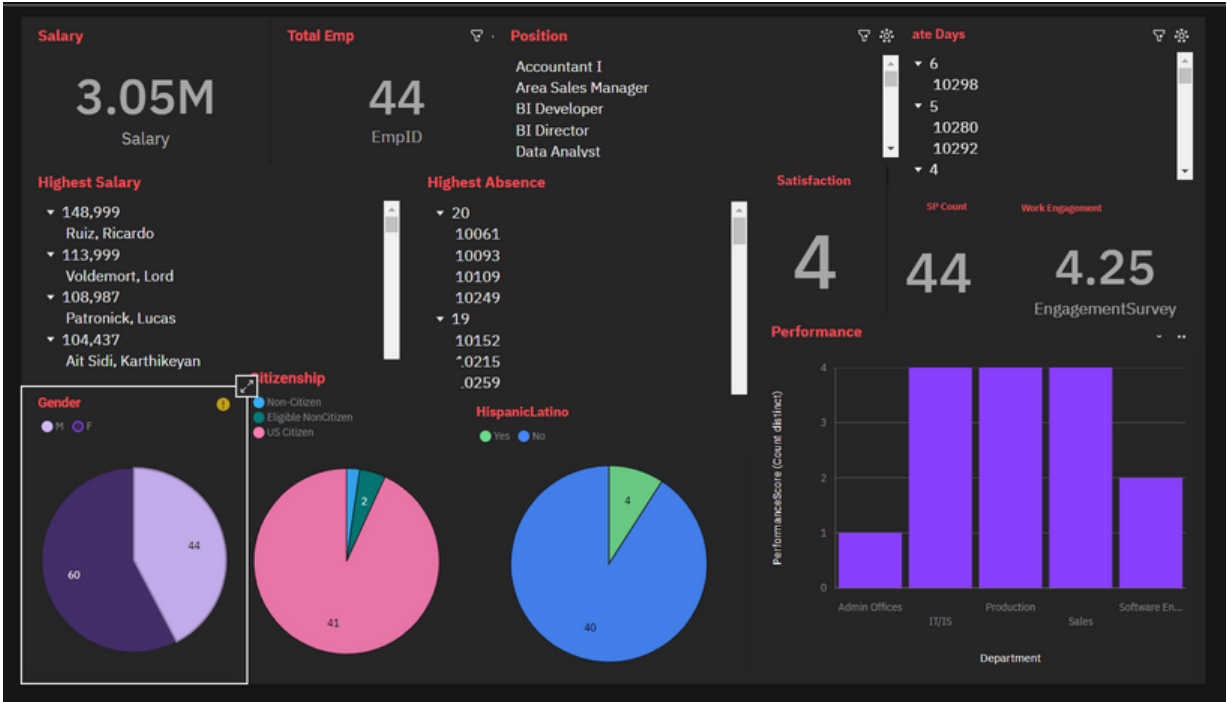 Salary
3.05M
Salary
Total Emp
44
EmpID
Position
Accountant I
Area Sales Manager
BI Developer
BI Director
Data Analyst
ate Days
6
10298
5
10280
10292
4
Highest Salary
148,999
Ruiz, Ricardo
113,999
Voldemort, Lord
108,987
Patronick, Lucas
104,437
Ait Sidi, Karthikeyan
Highest Absence
20
10061
10093
10109
10249
19
10152
.0215
.0259
Satisfaction
4
SP Count
44
Work Engagement
4.25
EngagementSurvey
Gender
M F
44
60
itizenship
Non-Citizen
Eligible NonCitizen
US Citizen
2
41
HispanicLatino
Yes No
4
40
Performance
PerformanceScore (Count distinct)
4
3
2
1
0
Admin Offices
IT/IS
Production
Sales
Software En...
Department